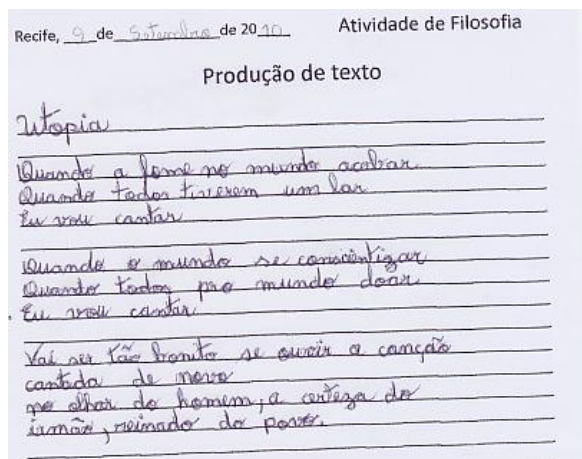 Recife, 9 de Setembro de 2010 Atividade de Filosofia
Produção de texto
Utopia
Quando a fome no mundo acabar
Quando todos tiverem um lar
Eu vou cantar
Quando o mundo se consciêntizar
Quando todos pro mundo doar
Eu vou cantar
Vai ser tão bonito se ouvir a canção
cantada de novo
no olhar do homem, a certeza do
irmão, reinado do povo.